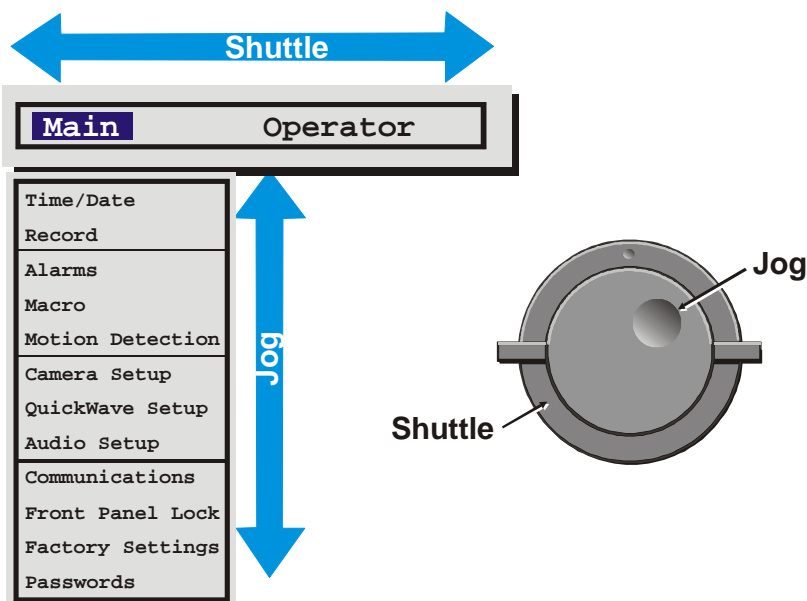 Shuttle
Main Operator
Time/Date
Record
Alarms
Macro
Motion Detection
Camera Setup
QuickWave Setup
Audio Setup
Communications
Front Panel Lock
Factory Settings
Passwords
Jog
Jog
Shuttle